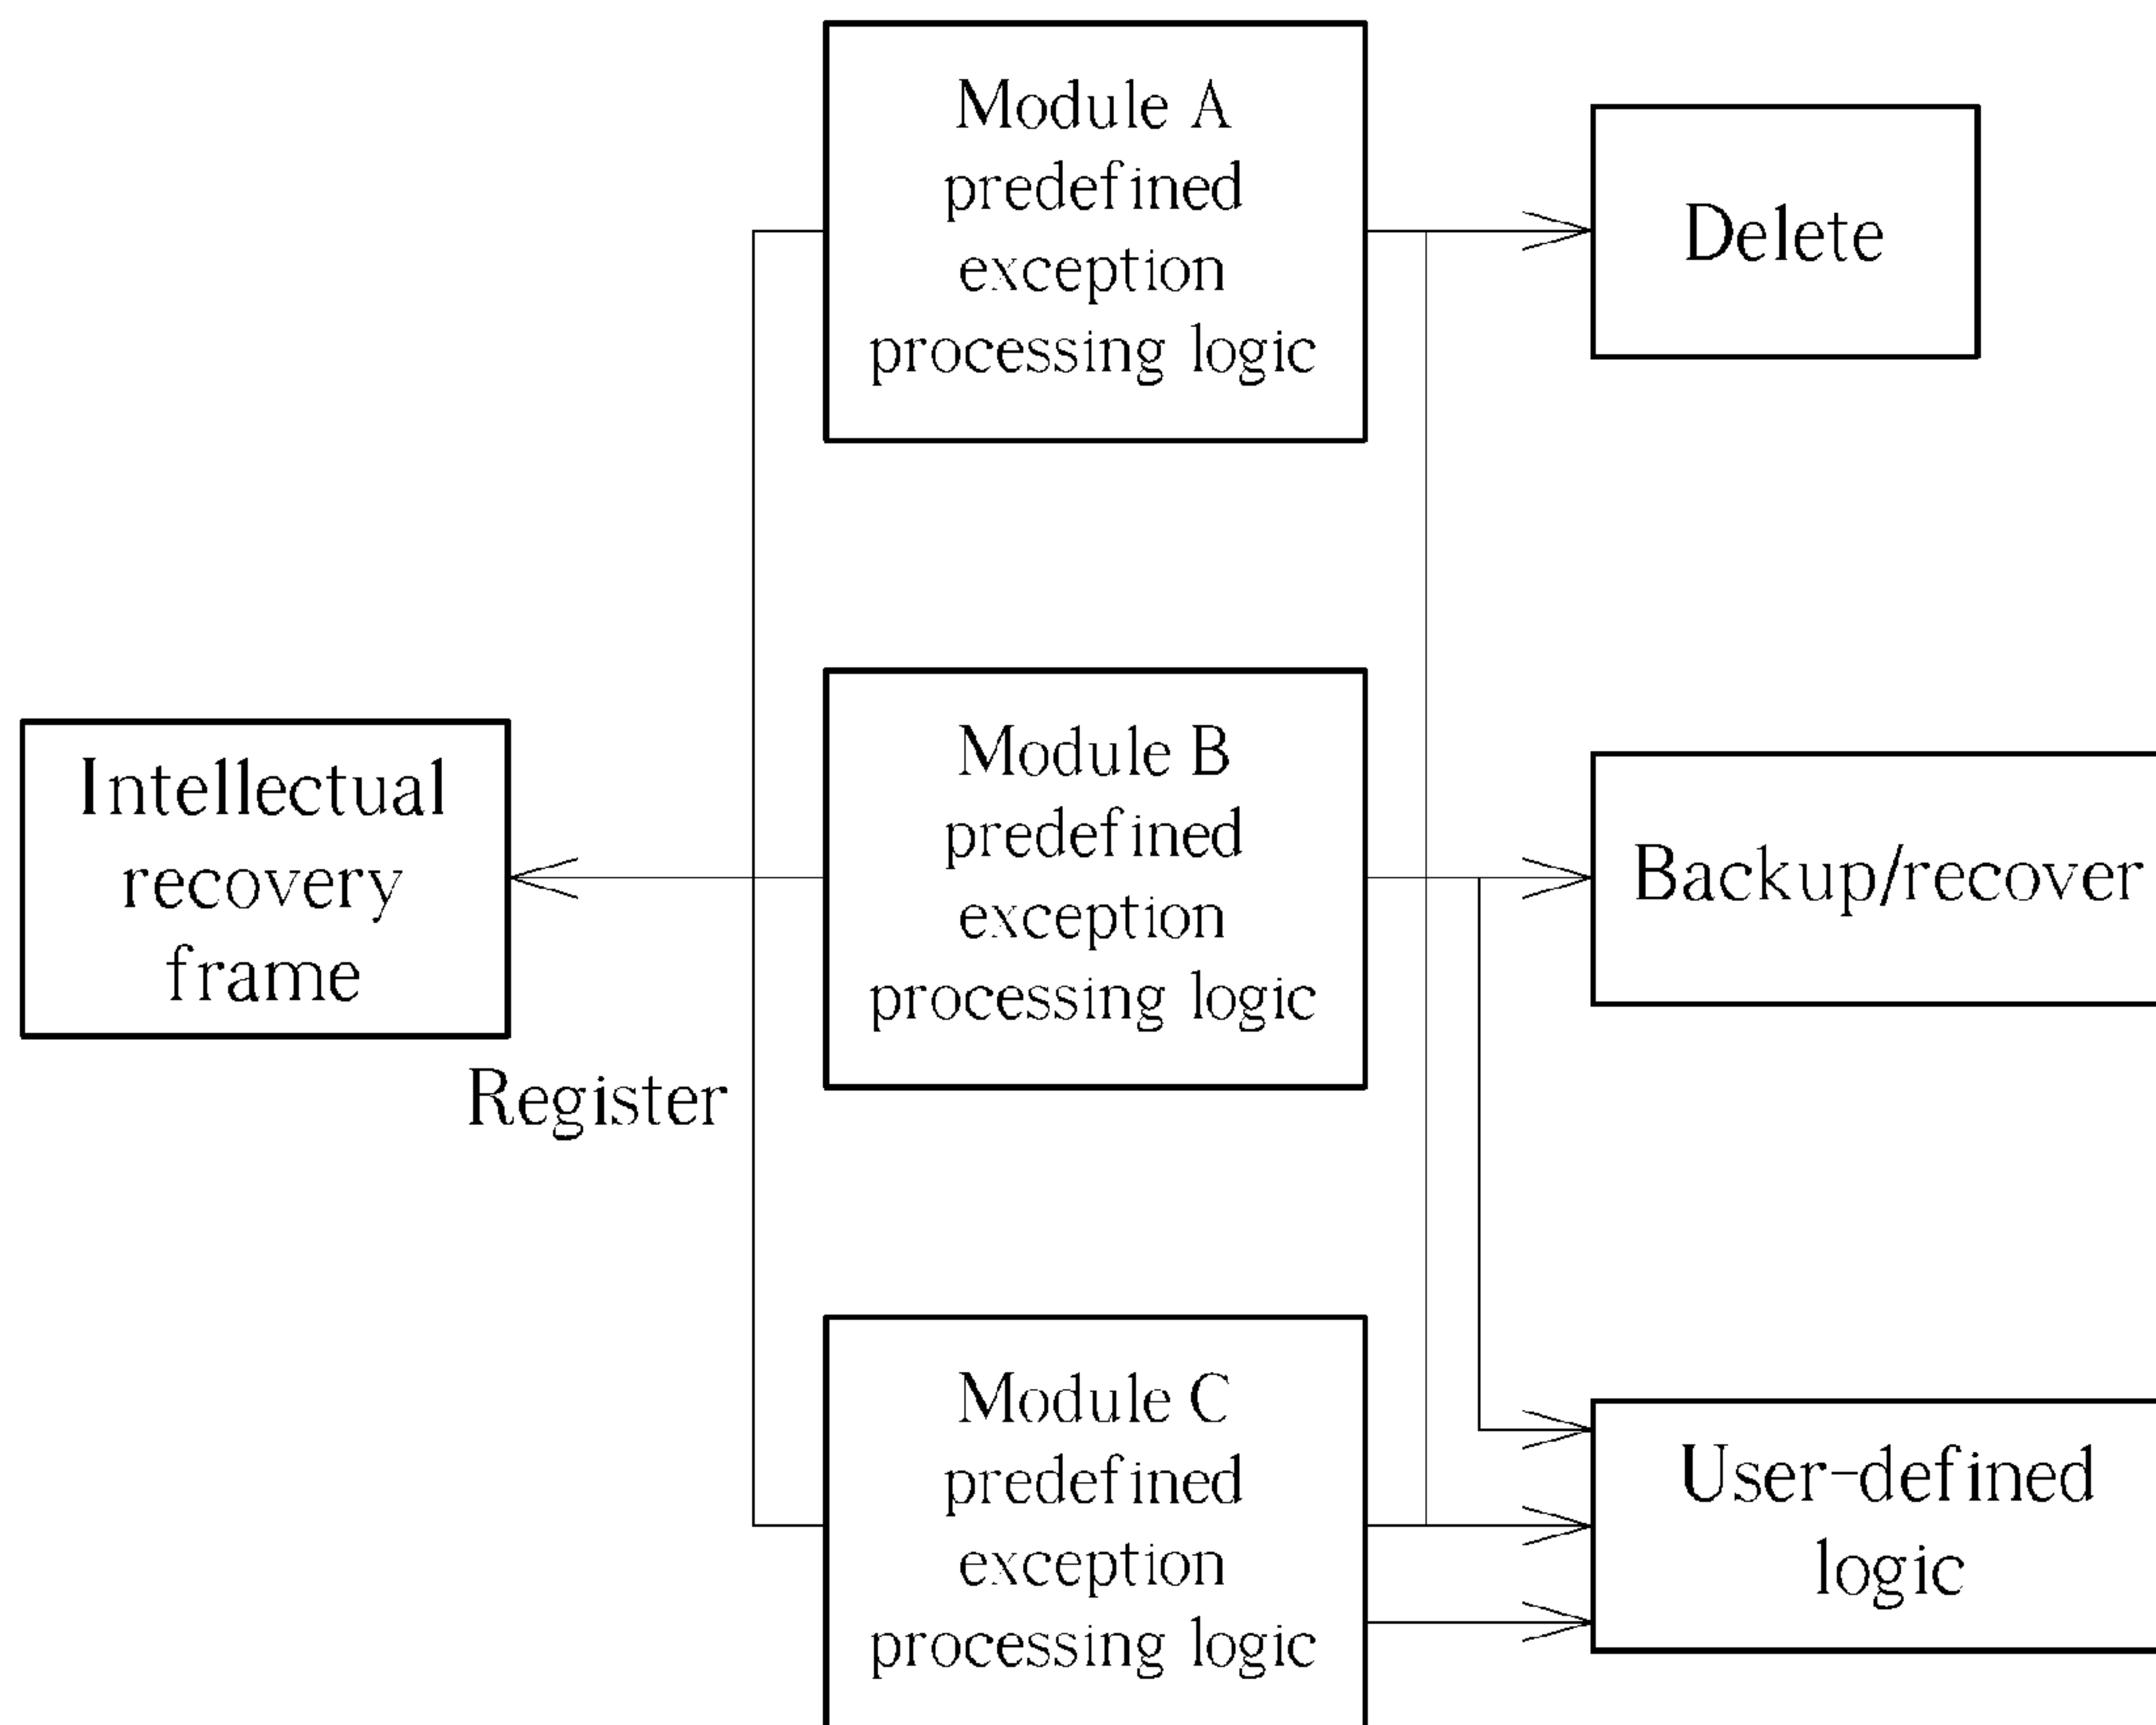 Module A
predefined
exception
processing logic
Delete
Intellectual
recovery
frame
Register
Module B
predefined
exception
processing logic
Backup/recover
Module C
predefined
exception
processing logic
User-defined
logic